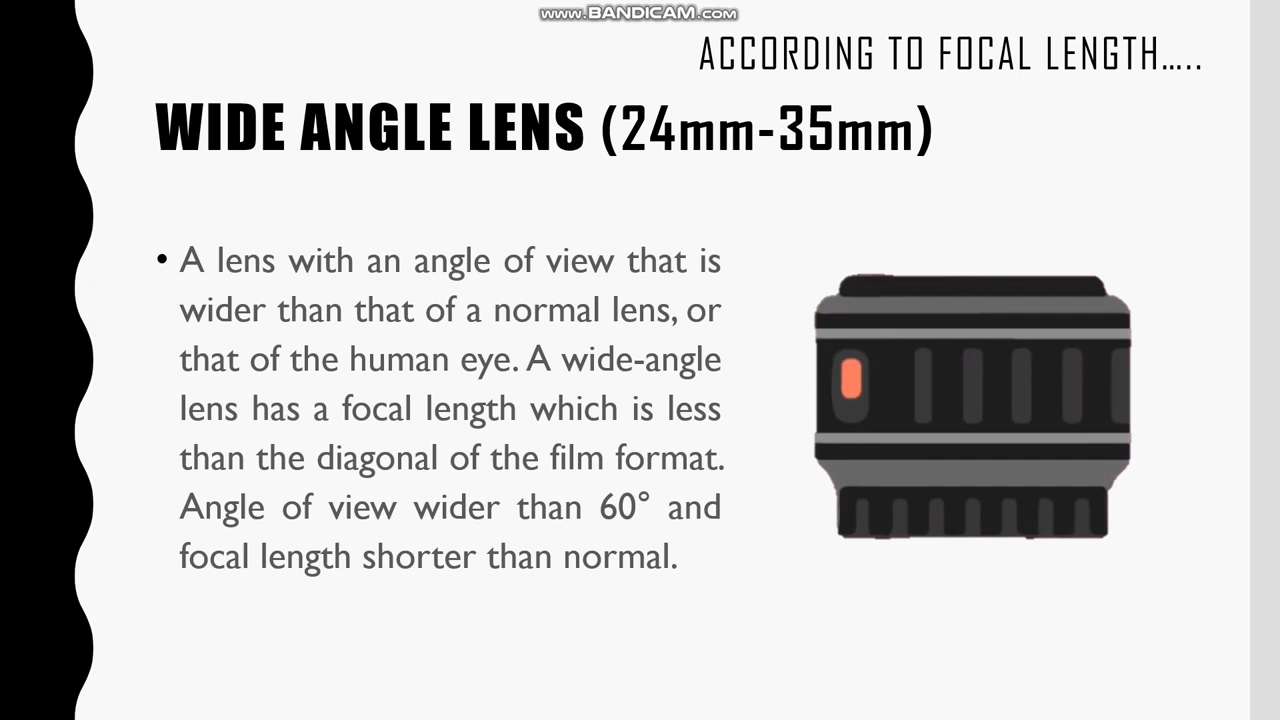 www.BANDICAM.com
ACCORDING TO FOCAL LENGTH.....
WIDE ANGLE LENS (24mm-35mm)
• A lens with an angle of view that is
wider than that of a normal lens, or
that of the human eye. A wide-angle
lens has a focal length which is less
than the diagonal of the film format.
Angle of view wider than 60° and
focal length shorter than normal.